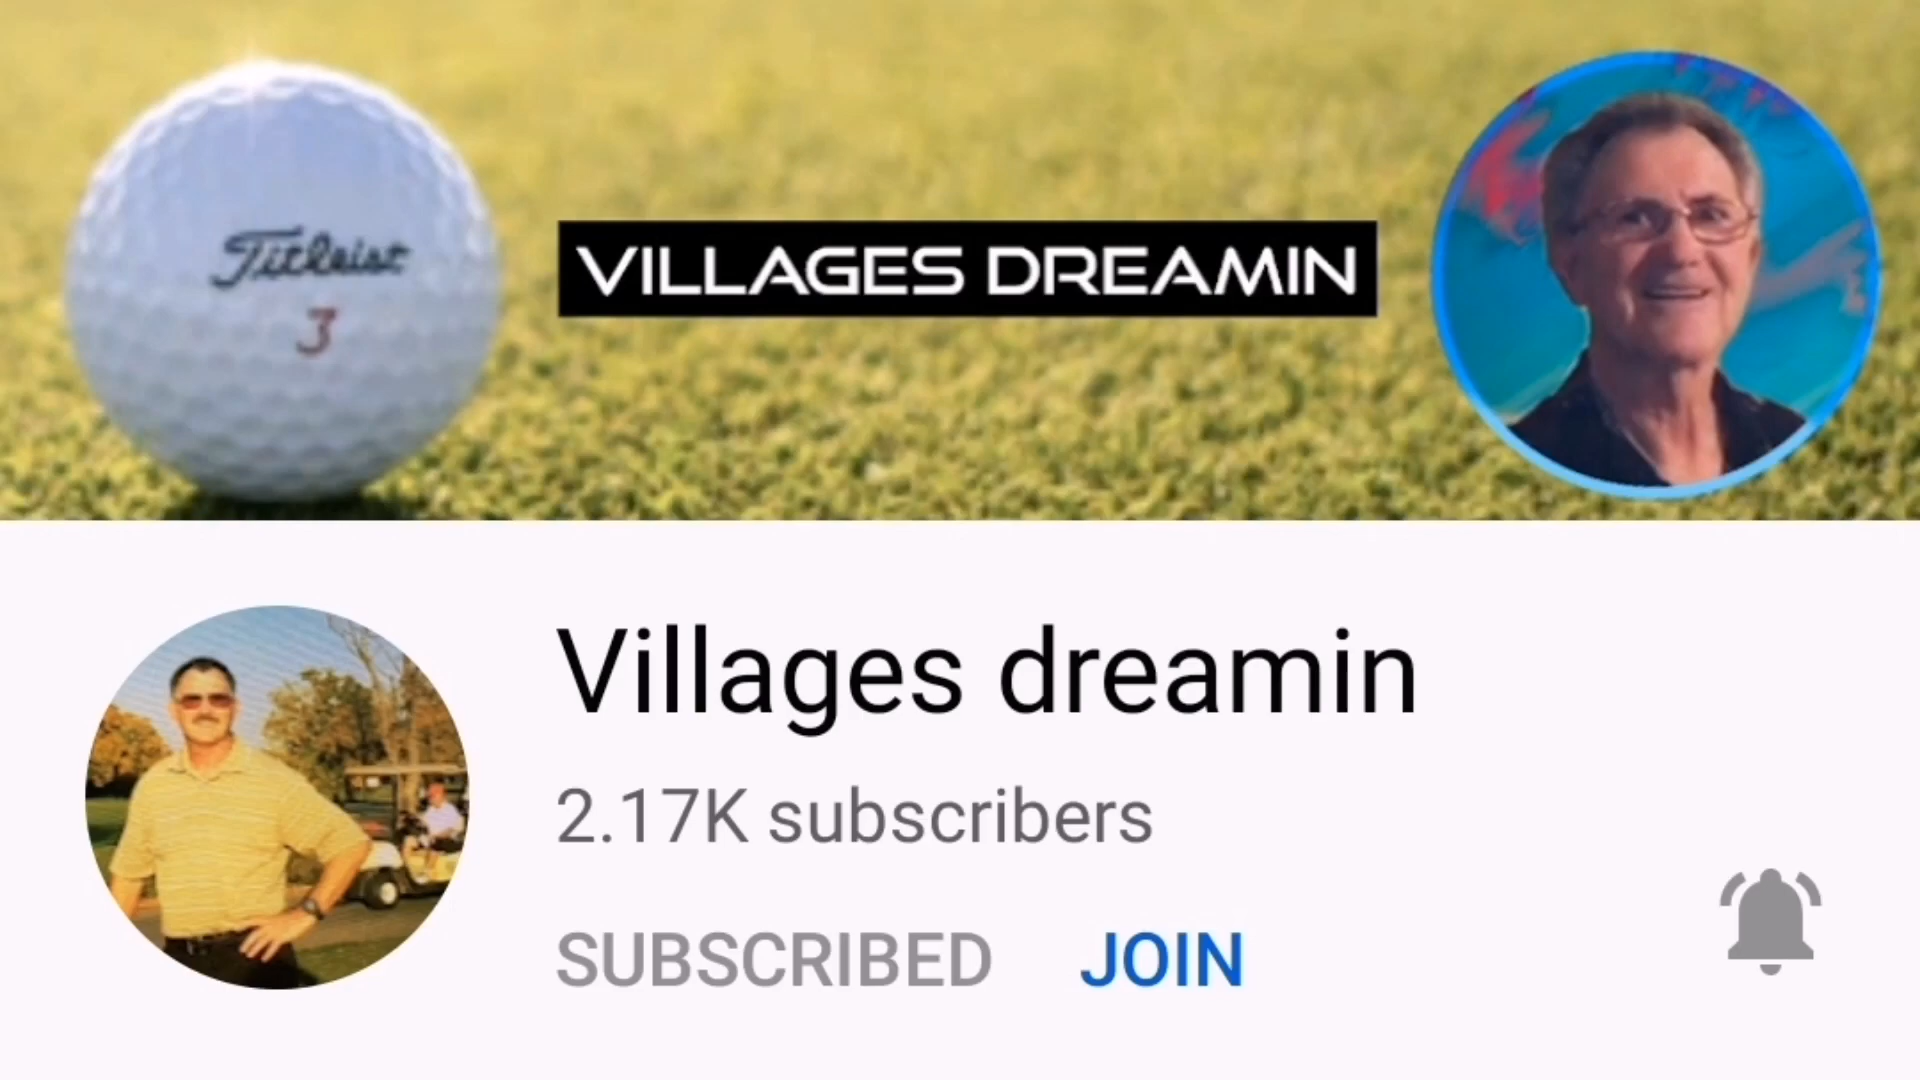 Titleist
3
VILLAGES DREAMIN
Villages dreamin
2.17K subscribers
SUBSCRIBED JOIN